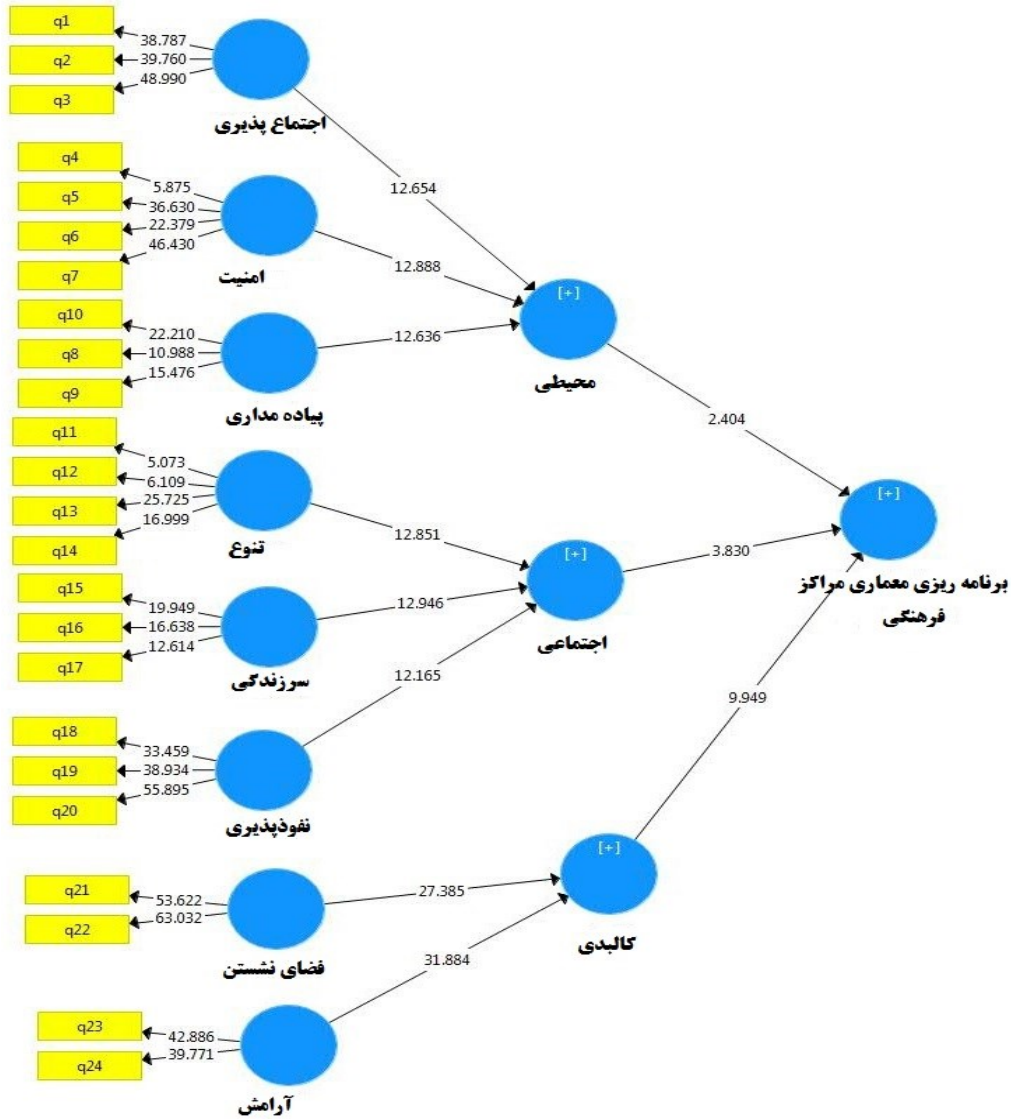 q1
38.787
q2
39.760
q3
48.990
اجتماع پذیری
12.654
q4
5.875
q5
36.630
q6
22.379
q7
46.430
امنیت
12.888
q10
22.210
q8
10.988
q9
15.476
پیاده مداری
12.636
[+]
محیطی
2.404
q11
5.073
q12
6.109
q13
25.725
q14
16.999
تنوع
12.851
q15
19.949
q16
16.638
q17
12.614
سرزندگی
12.946
[+]
اجتماعی
3.830
[+]
برنامه ریزی معماری مراکز
فرهنگی
q18
33.459
q19
38.934
q20
55.895
نفوذپذیری
12.165
9.949
q21
53.622
q22
63.032
فضای نشستن
27.385
[+]
کالبدی
q23
42.886
q24
39.771
آرامش
31.884